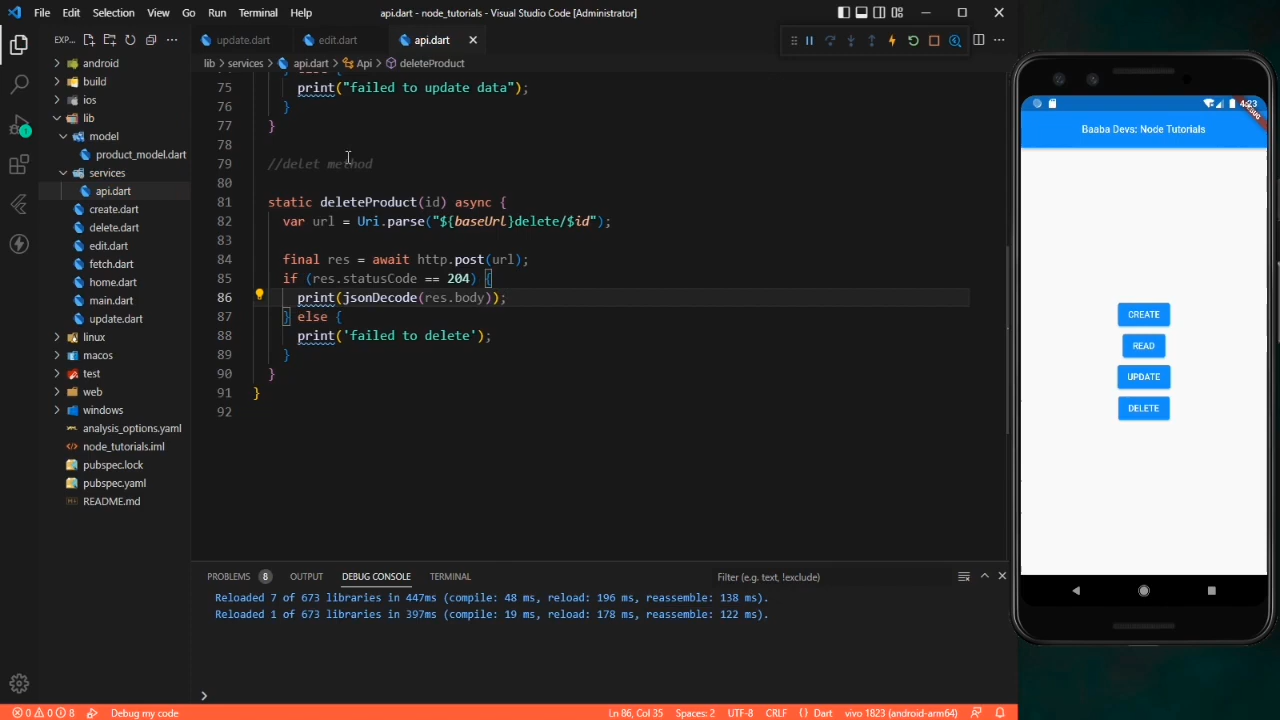 File Edit Selection View Go Run Terminal Help
api.dart - node_tutorials - Visual Studio Code [Administrator]
EXP...
update.dart
edit.dart
api.dart
lib > services > api.dart > Api > deleteProduct
android
build
ios
lib
model
product_model.dart
services
api.dart
create.dart
delete.dart
edit.dart
fetch.dart
home.dart
main.dart
update.dart
linux
macos
test
web
windows
analysis_options.yaml
node_tutorials.iml
pubspec.lock
pubspec.yaml
README.md
75 print("failed to update data");
76 }
77 }
78
79 //delet method
80
81 static deleteProduct(id) async {
82 var url = Uri.parse("${baseUrl}delete/$id");
83
84 final res = await http.post(url);
85 if (res.statusCode == 204) {
86 print(jsonDecode(res.body));
87 } else {
88 print('failed to delete');
89 }
90 }
91 }
92
PROBLEMS 8 OUTPUT DEBUG CONSOLE TERMINAL
Filter (e.g. text, !exclude)
Reloaded 7 of 673 libraries in 447ms (compile: 48 ms, reload: 196 ms, reassemble: 138 ms).
Reloaded 1 of 673 libraries in 397ms (compile: 19 ms, reload: 178 ms, reassemble: 122 ms).
>
0 0 8 Debug my code
Ln 86, Col 35 Spaces: 2 UTF-8 CRLF {} Dart vivo 1823 (android-arm64)
4:23
Baaba Devs: Node Tutorials
CREATE
READ
UPDATE
DELETE